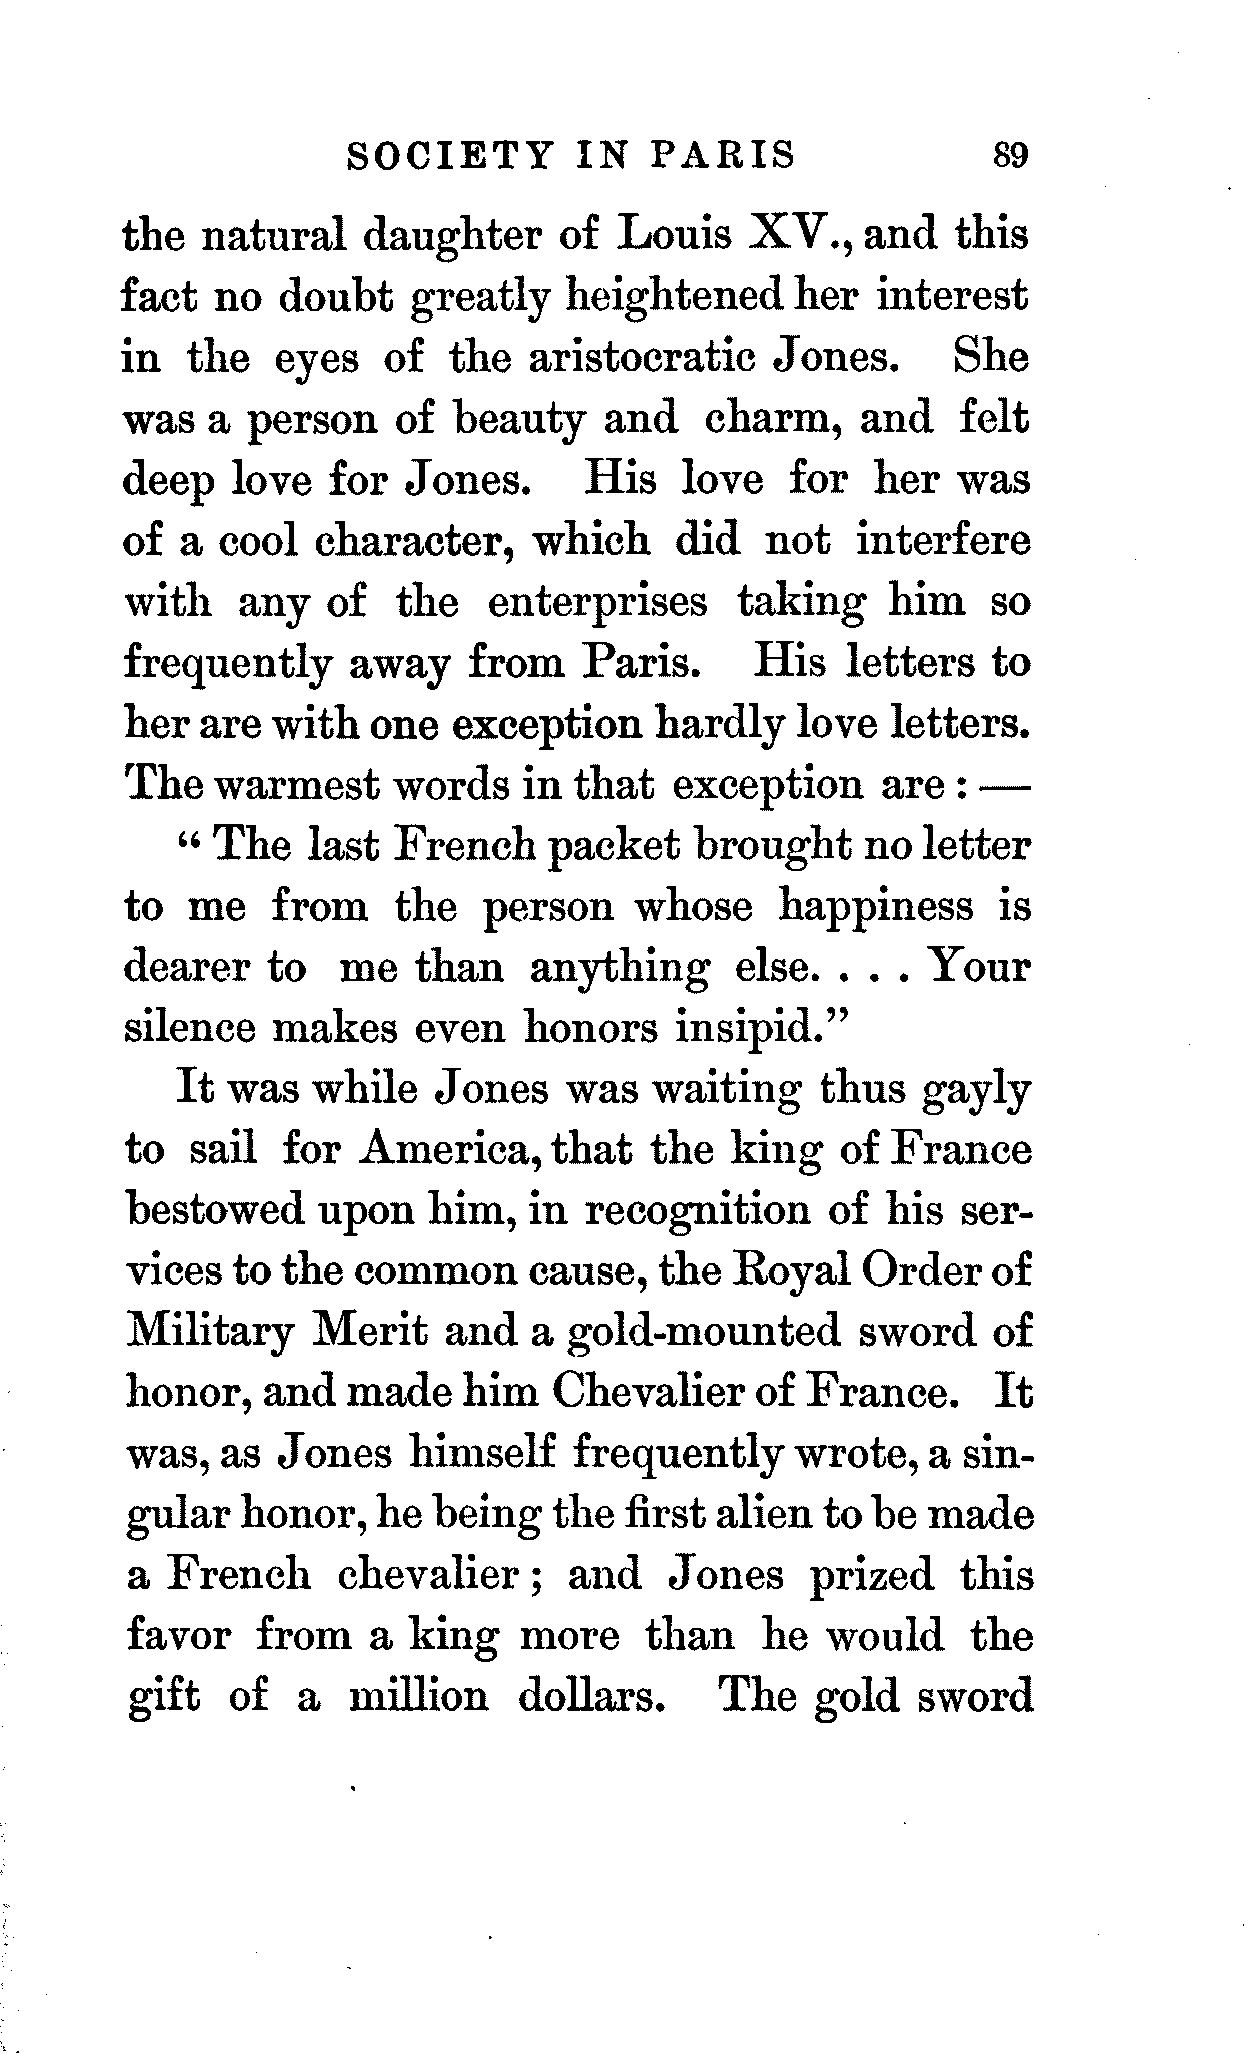 SOCIETY IN PARIS 89
the natural daughter of Louis XV., and this
fact no doubt greatly heightened her interest
in the eyes of the aristocratic Jones. She
was a person of beauty and charm, and felt
deep love for Jones. His love for her was
of a cool character, which did not interfere
with any of the enterprises taking him so
frequently away from Paris. His letters to
her are with one exception hardly love letters.
The warmest words in that exception are : —
“ The last French packet brought no letter
to me from the person whose happiness is
dearer to me than anything else. . . . Your
silence makes even honors insipid.”
It was while Jones was waiting thus gayly
to sail for America, that the king of France
bestowed upon him, in recognition of his ser-
vices to the common cause, the Royal Order of
Military Merit and a gold-mounted sword of
honor, and made him Chevalier of France. It
was, as Jones himself frequently wrote, a sin-
gular honor, he being the first alien to be made
a French chevalier ; and Jones prized this
favor from a king more than he would the
gift of a million dollars. The gold sword